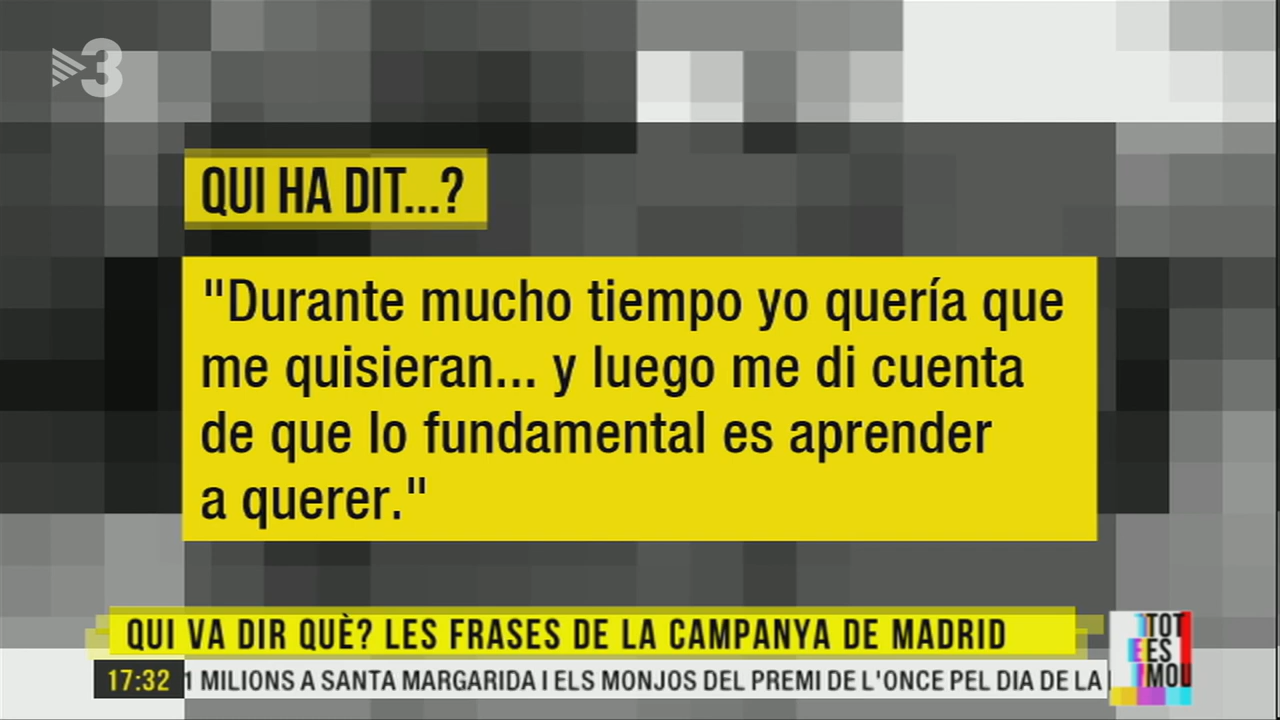 3
QUI HA DIT...?
"Durante mucho tiempo yo quería que
me quisieran... y luego me di cuenta
de que lo fundamental es aprender
a querer."
QUI VA DIR QUÈ? LES FRASES DE LA CAMPANYA DE MADRID
17:32 1 MILIONS A SANTA MARGARIDA I ELS MONJOS DEL PREMI DE L'ONCE PEL DIA DE LA
TOT
ES
MOU